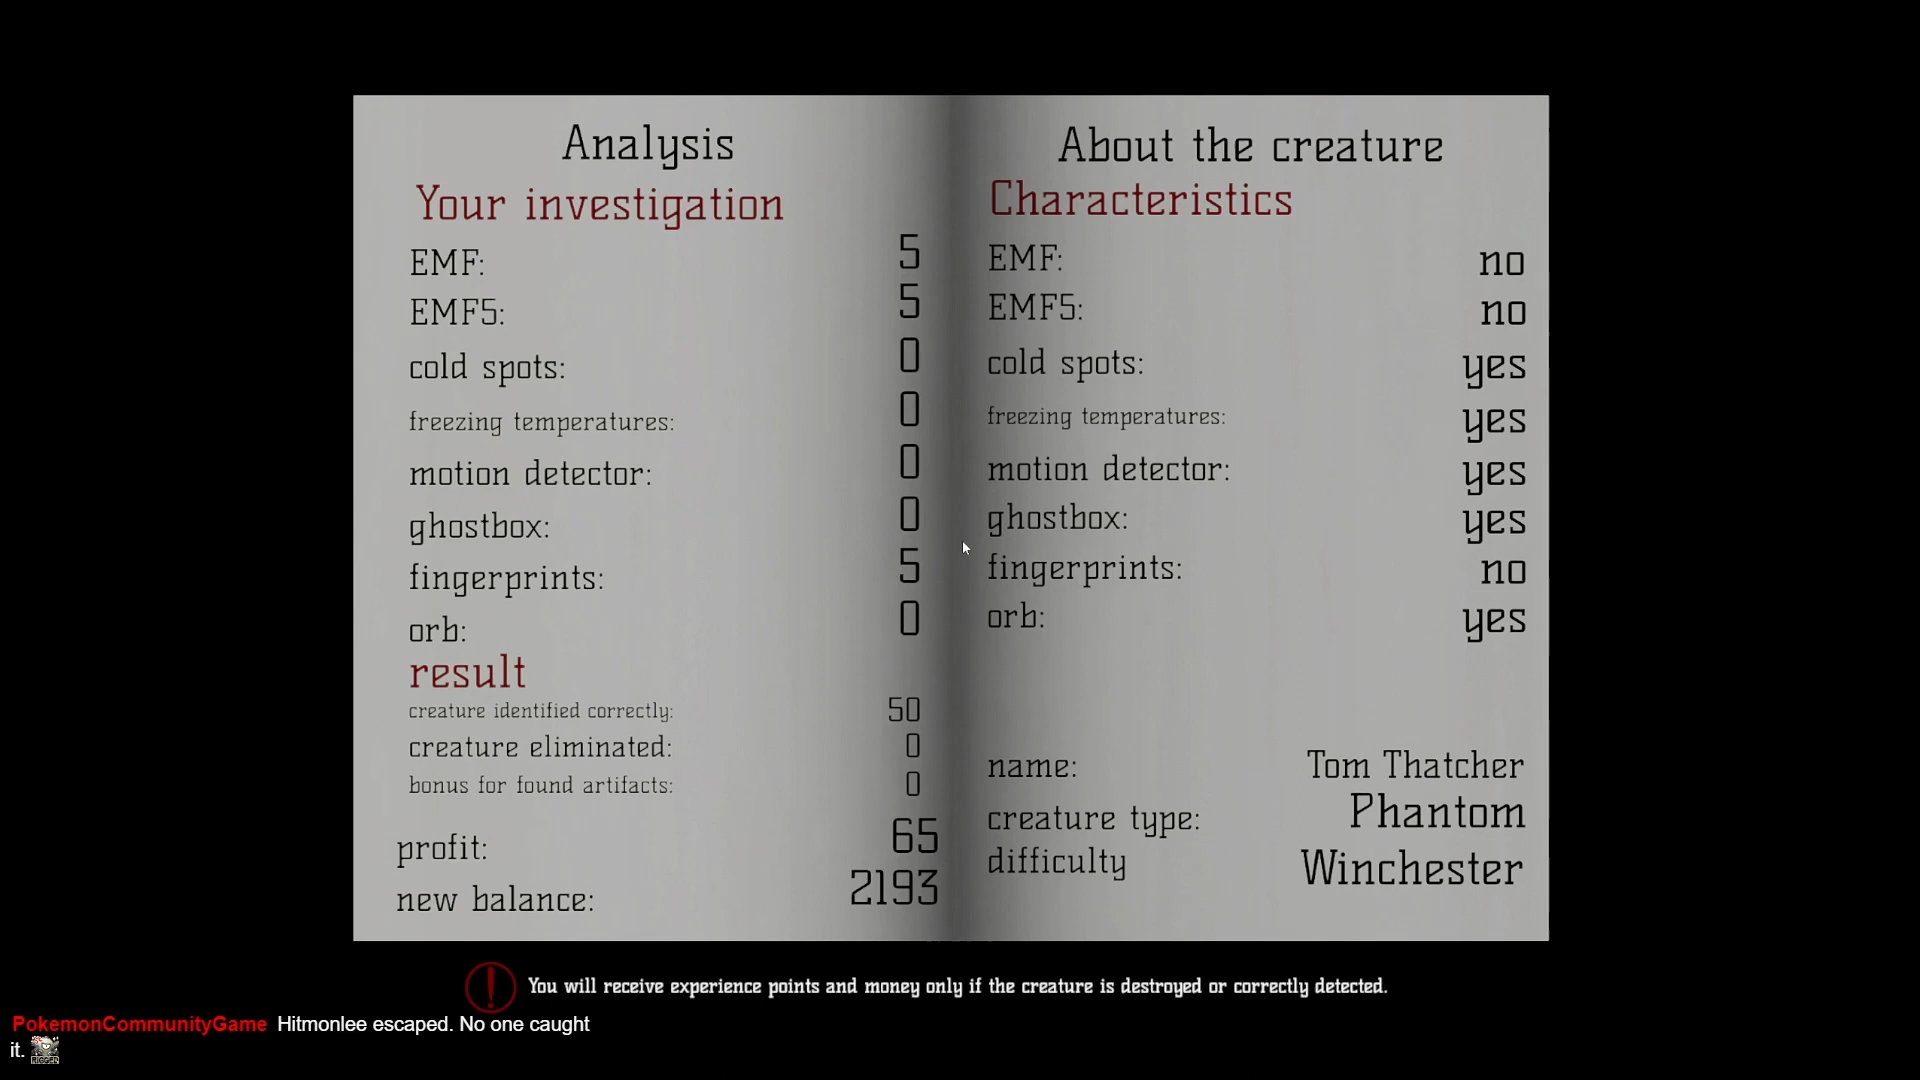 Analysis
Your investigation
EMF: 5
EMF5: 5
cold spots: 0
freezing temperatures: 0
motion detector: 0
ghostbox: 0
fingerprints: 5
orb: 0
result
creature identified correctly: 50
creature eliminated: 0
bonus for found artifacts: 0
profit: 65
new balance: 2193
About the creature
Characteristics
EMF: no
EMF5: no
cold spots: yes
freezing temperatures: yes
motion detector: yes
ghostbox: yes
fingerprints: no
orb: yes
name: Tom Thatcher
creature type: Phantom
difficulty Winchester
You will receive experience points and money only if the creature is destroyed or correctly detected.
PokemonCommunityGame Hitmonlee escaped. No one caught
it. RIGGED